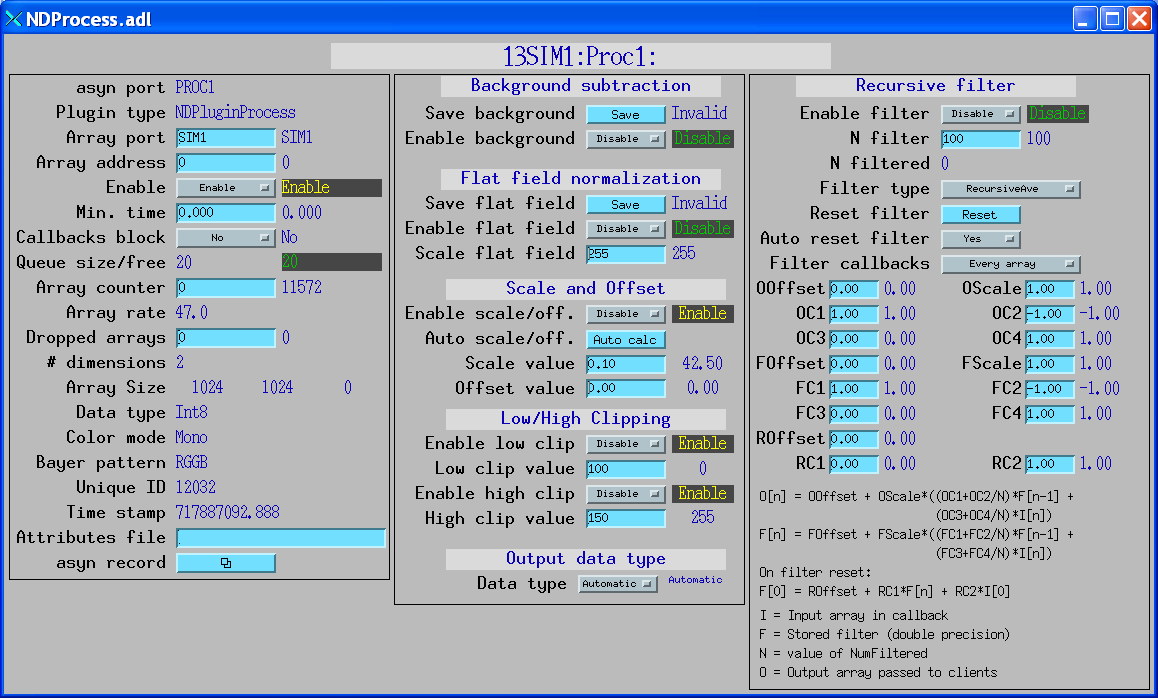 NDProcess.adl
13SIM1:Proc1:
asyn port PROC1
Plugin type NDPluginProcess
Array port SIM1 SIM1
Array address 0 0
Enable Enable Enable
Min. time 0.000 0.000
Callbacks block No No
Queue size/free 20 20
Array counter 0 11572
Array rate 47.0
Dropped arrays 0 0
# dimensions 2
Array Size 1024 1024 0
Data type Int8
Color mode Mono
Bayer pattern RGGB
Unique ID 12032
Time stamp 717887092.888
Attributes file
asyn record
Background subtraction
Save background Save Invalid
Enable background Disable Disable
Flat field normalization
Save flat field Save Invalid
Enable flat field Disable Disable
Scale flat field 255 255
Scale and Offset
Enable scale/off. Disable Enable
Auto scale/off. Auto calc
Scale value 0.10 42.50
Offset value 0.00 0.00
Low/High Clipping
Enable low clip Disable Enable
Low clip value 100 0
Enable high clip Disable Enable
High clip value 150 255
Output data type
Data type Automatic Automatic
Recursive filter
Enable filter Disable Disable
N filter 100 100
N filtered 0
Filter type RecursiveAve
Reset filter Reset
Auto reset filter Yes
Filter callbacks Every array
OOffset 0.00 0.00 OScale 1.00 1.00
OC1 1.00 1.00 OC2 -1.00 -1.00
OC3 0.00 0.00 OC4 1.00 1.00
FOffset 0.00 0.00 FScale 1.00 1.00
FC1 1.00 1.00 FC2 -1.00 -1.00
FC3 0.00 0.00 FC4 1.00 1.00
ROffset 0.00 0.00
RC1 0.00 0.00 RC2 1.00 1.00
O[n] = OOffset + OScale*((OC1+OC2/N)*F[n-1] +
(OC3+OC4/N)*I[n])
F[n] = FOffset + FScale*((FC1+FC2/N)*F[n-1] +
(FC3+FC4/N)*I[n])
On filter reset:
F[0] = ROffset + RC1*F[n] + RC2*I[0]
I = Input array in callback
F = Stored filter (double precision)
N = value of NumFiltered
O = Output array passed to clients